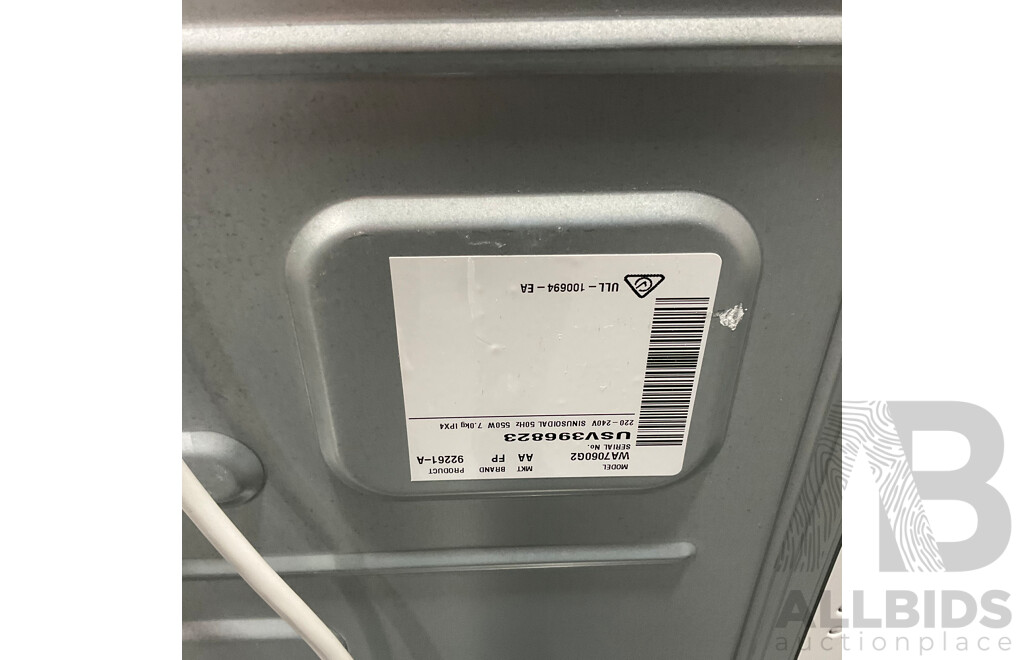 MODEL MKT BRAND PRODUCT
WA7060G2 AA FP 92261-A
SERIAL No.
USV396823
220-240V SINUSOIDAL 50Hz 550W 7.0kg IPX4
ULL-100694-EA
AB
ALLBIDS
auctionplace